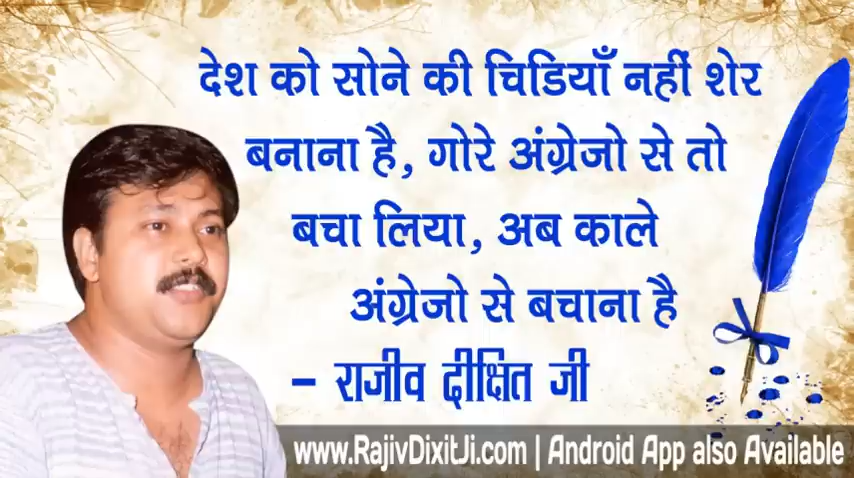 देश को सोने की चिडियाँ नहीं शेर
बनाना है, गोरे अंग्रेजो से तो
बचा लिया, अब काले
अंग्रेजो से बचाना है
– राजीव दीक्षित जी
www.RajivDixitJi.com | Android App also Available